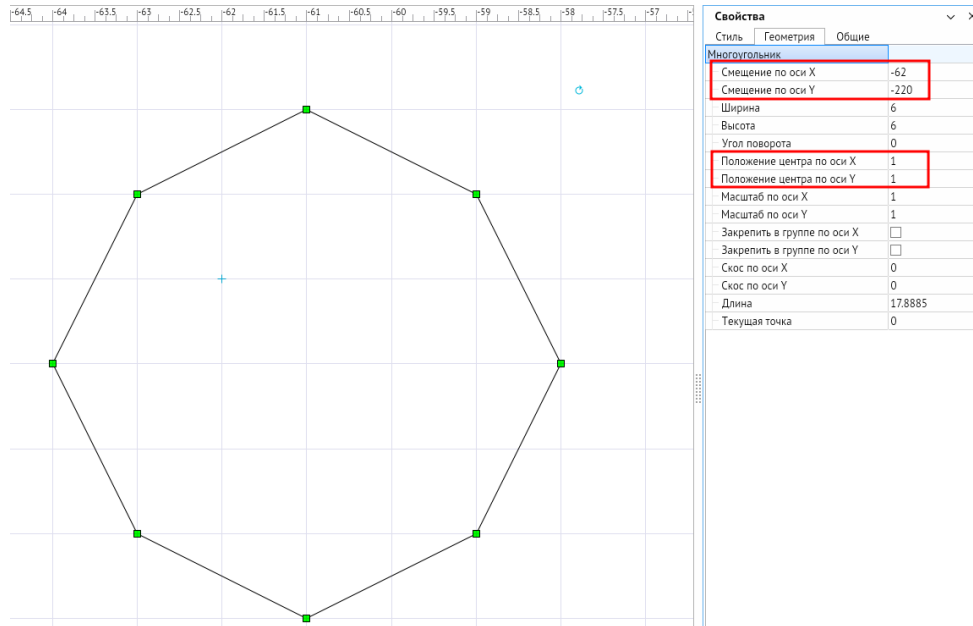 -64.5 -64 -63.5 -63 -62.5 -62 -61.5 -61 -60.5 -60 -59.5 -59 -58.5 -58 -57.5 -57
Свойства
Стиль Геометрия Общие
Многоугольник
Смещение по оси X -62
Смещение по оси Y -220
Ширина 6
Высота 6
Угол поворота 0
Положение центра по оси X 1
Положение центра по оси Y 1
Масштаб по оси X 1
Масштаб по оси Y 1
Закрепить в группе по оси X
Закрепить в группе по оси Y
Скос по оси X 0
Скос по оси Y 0
Длина 17.8885
Текущая точка 0